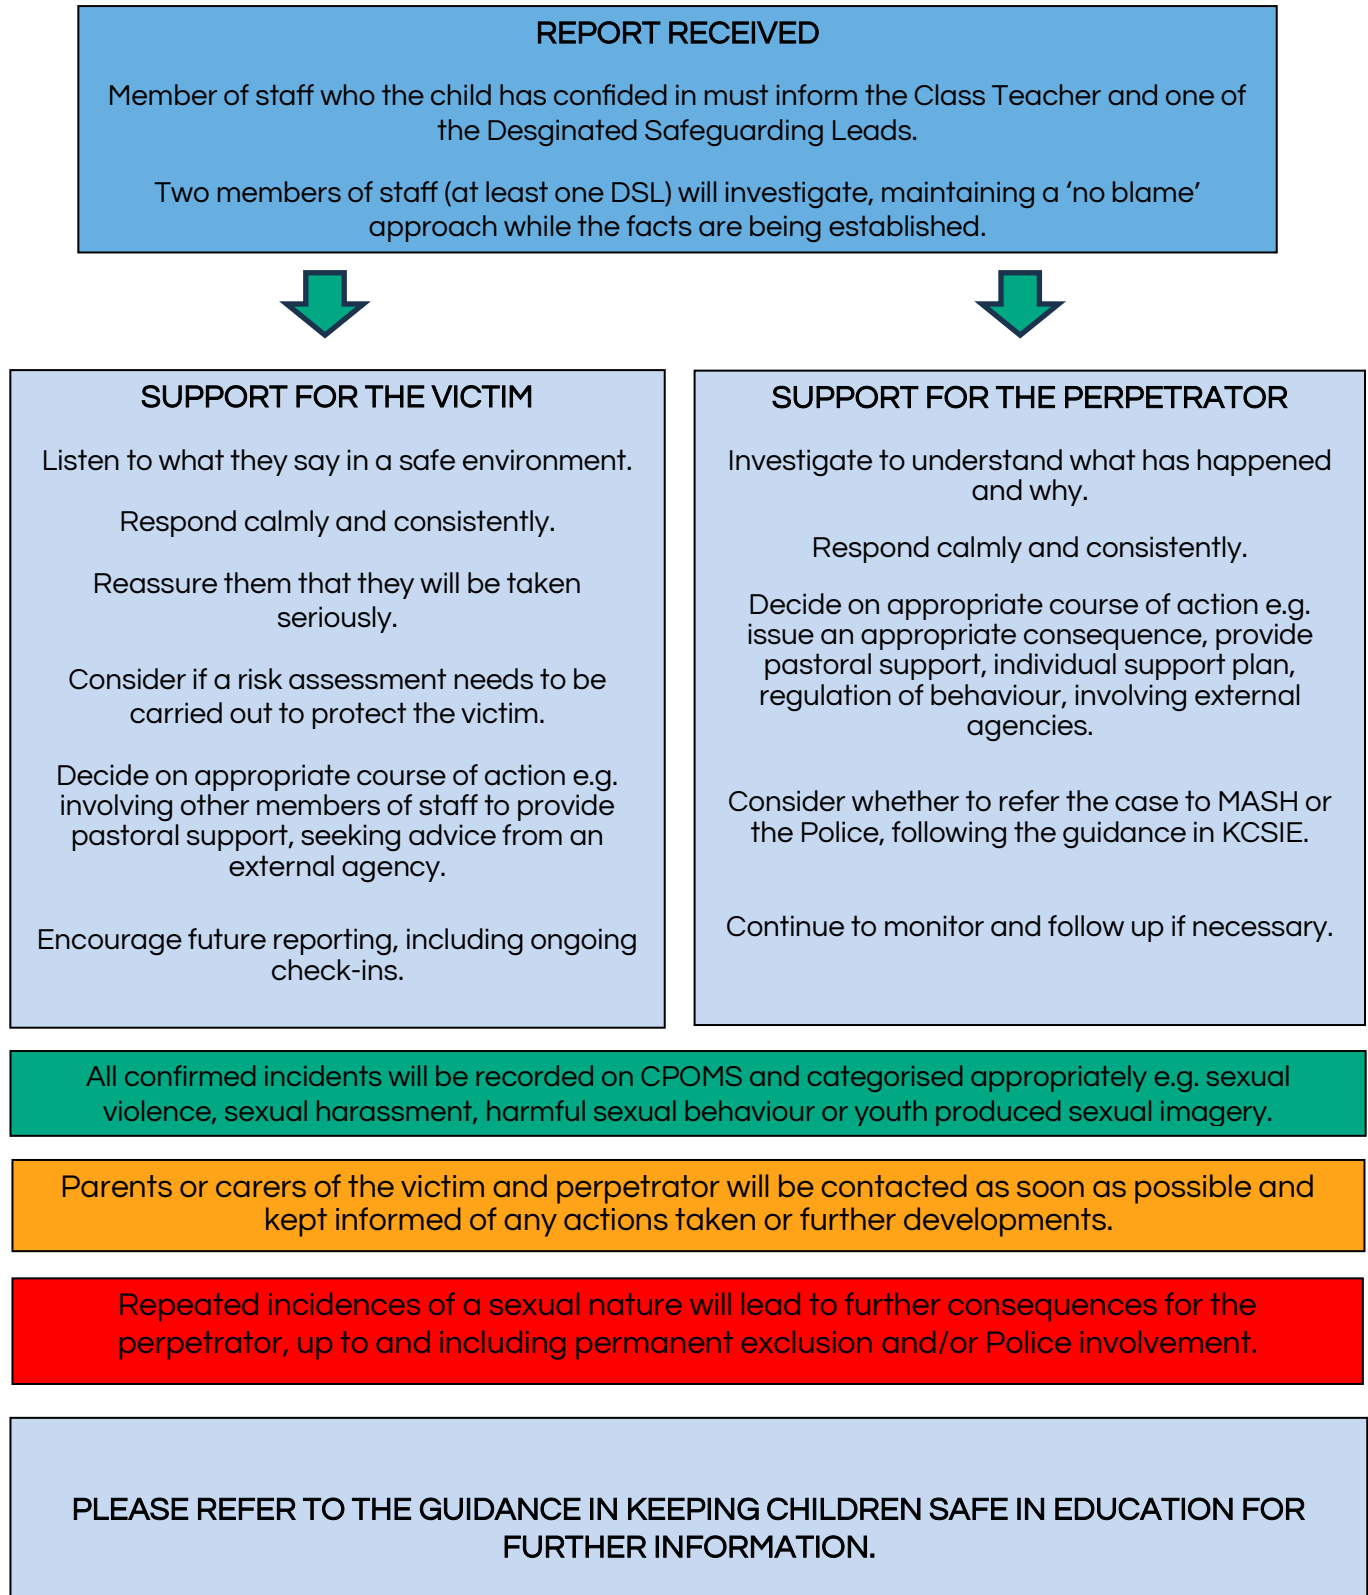 REPORT RECEIVED
Member of staff who the child has confided in must inform the Class Teacher and one of
the Desginated Safeguarding Leads.
Two members of staff (at least one DSL) will investigate, maintaining a ‘no blame’
approach while the facts are being established.
SUPPORT FOR THE VICTIM
Listen to what they say in a safe environment.
Respond calmly and consistently.
Reassure them that they will be taken
seriously.
Consider if a risk assessment needs to be
carried out to protect the victim.
Decide on appropriate course of action e.g.
involving other members of staff to provide
pastoral support, seeking advice from an
external agency.
Encourage future reporting, including ongoing
check-ins.
SUPPORT FOR THE PERPETRATOR
Investigate to understand what has happened
and why.
Respond calmly and consistently.
Decide on appropriate course of action e.g.
issue an appropriate consequence, provide
pastoral support, individual support plan,
regulation of behaviour, involving external
agencies.
Consider whether to refer the case to MASH or
the Police, following the guidance in KCSIE.
Continue to monitor and follow up if necessary.
All confirmed incidents will be recorded on CPOMS and categorised appropriately e.g. sexual
violence, sexual harassment, harmful sexual behaviour or youth produced sexual imagery.
Parents or carers of the victim and perpetrator will be contacted as soon as possible and
kept informed of any actions taken or further developments.
Repeated incidences of a sexual nature will lead to further consequences for the
perpetrator, up to and including permanent exclusion and/or Police involvement.
PLEASE REFER TO THE GUIDANCE IN KEEPING CHILDREN SAFE IN EDUCATION FOR
FURTHER INFORMATION.